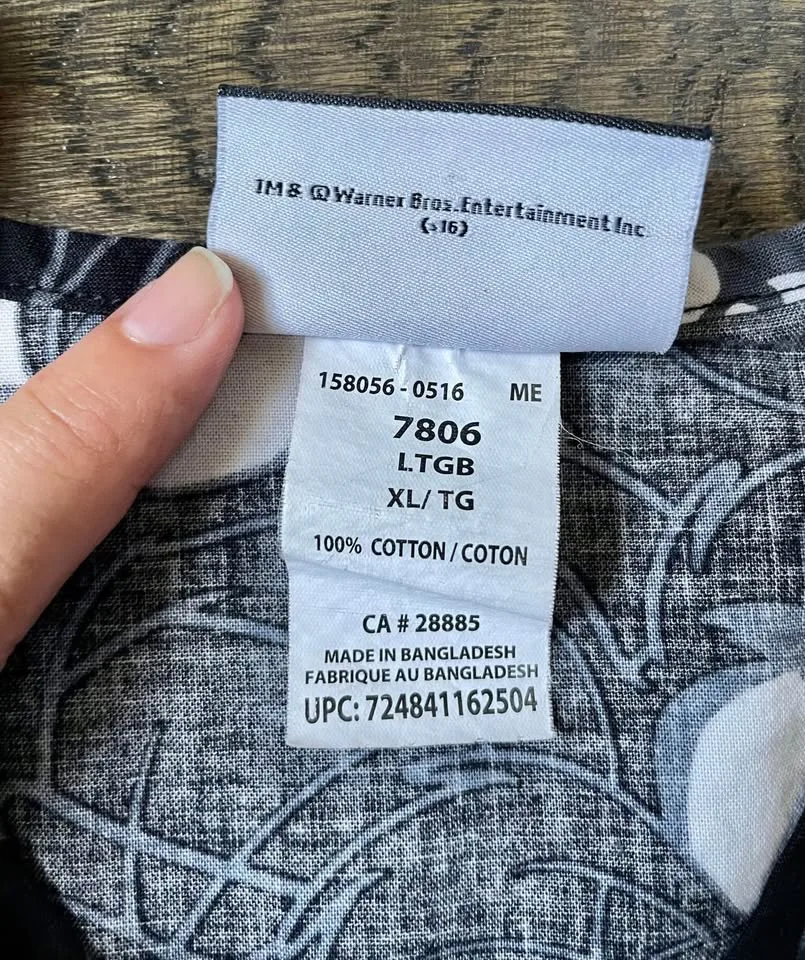 TM & © Warner Bros. Entertainment Inc.
(s16)
158056 - 0516 ME
7806
LTGB
XL/ TG
100% COTTON / COTON
CA # 28885
MADE IN BANGLADESH
FABRIQUE AU BANGLADESH
UPC: 724841162504